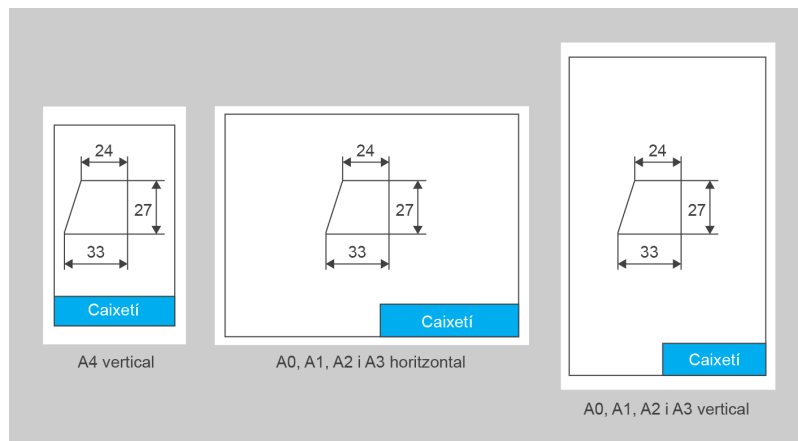 24
27
33
Caixetí
A4 vertical
24
27
33
Caixetí
A0, A1, A2 i A3 horitzontal
24
27
33
Caixetí
A0, A1, A2 i A3 vertical